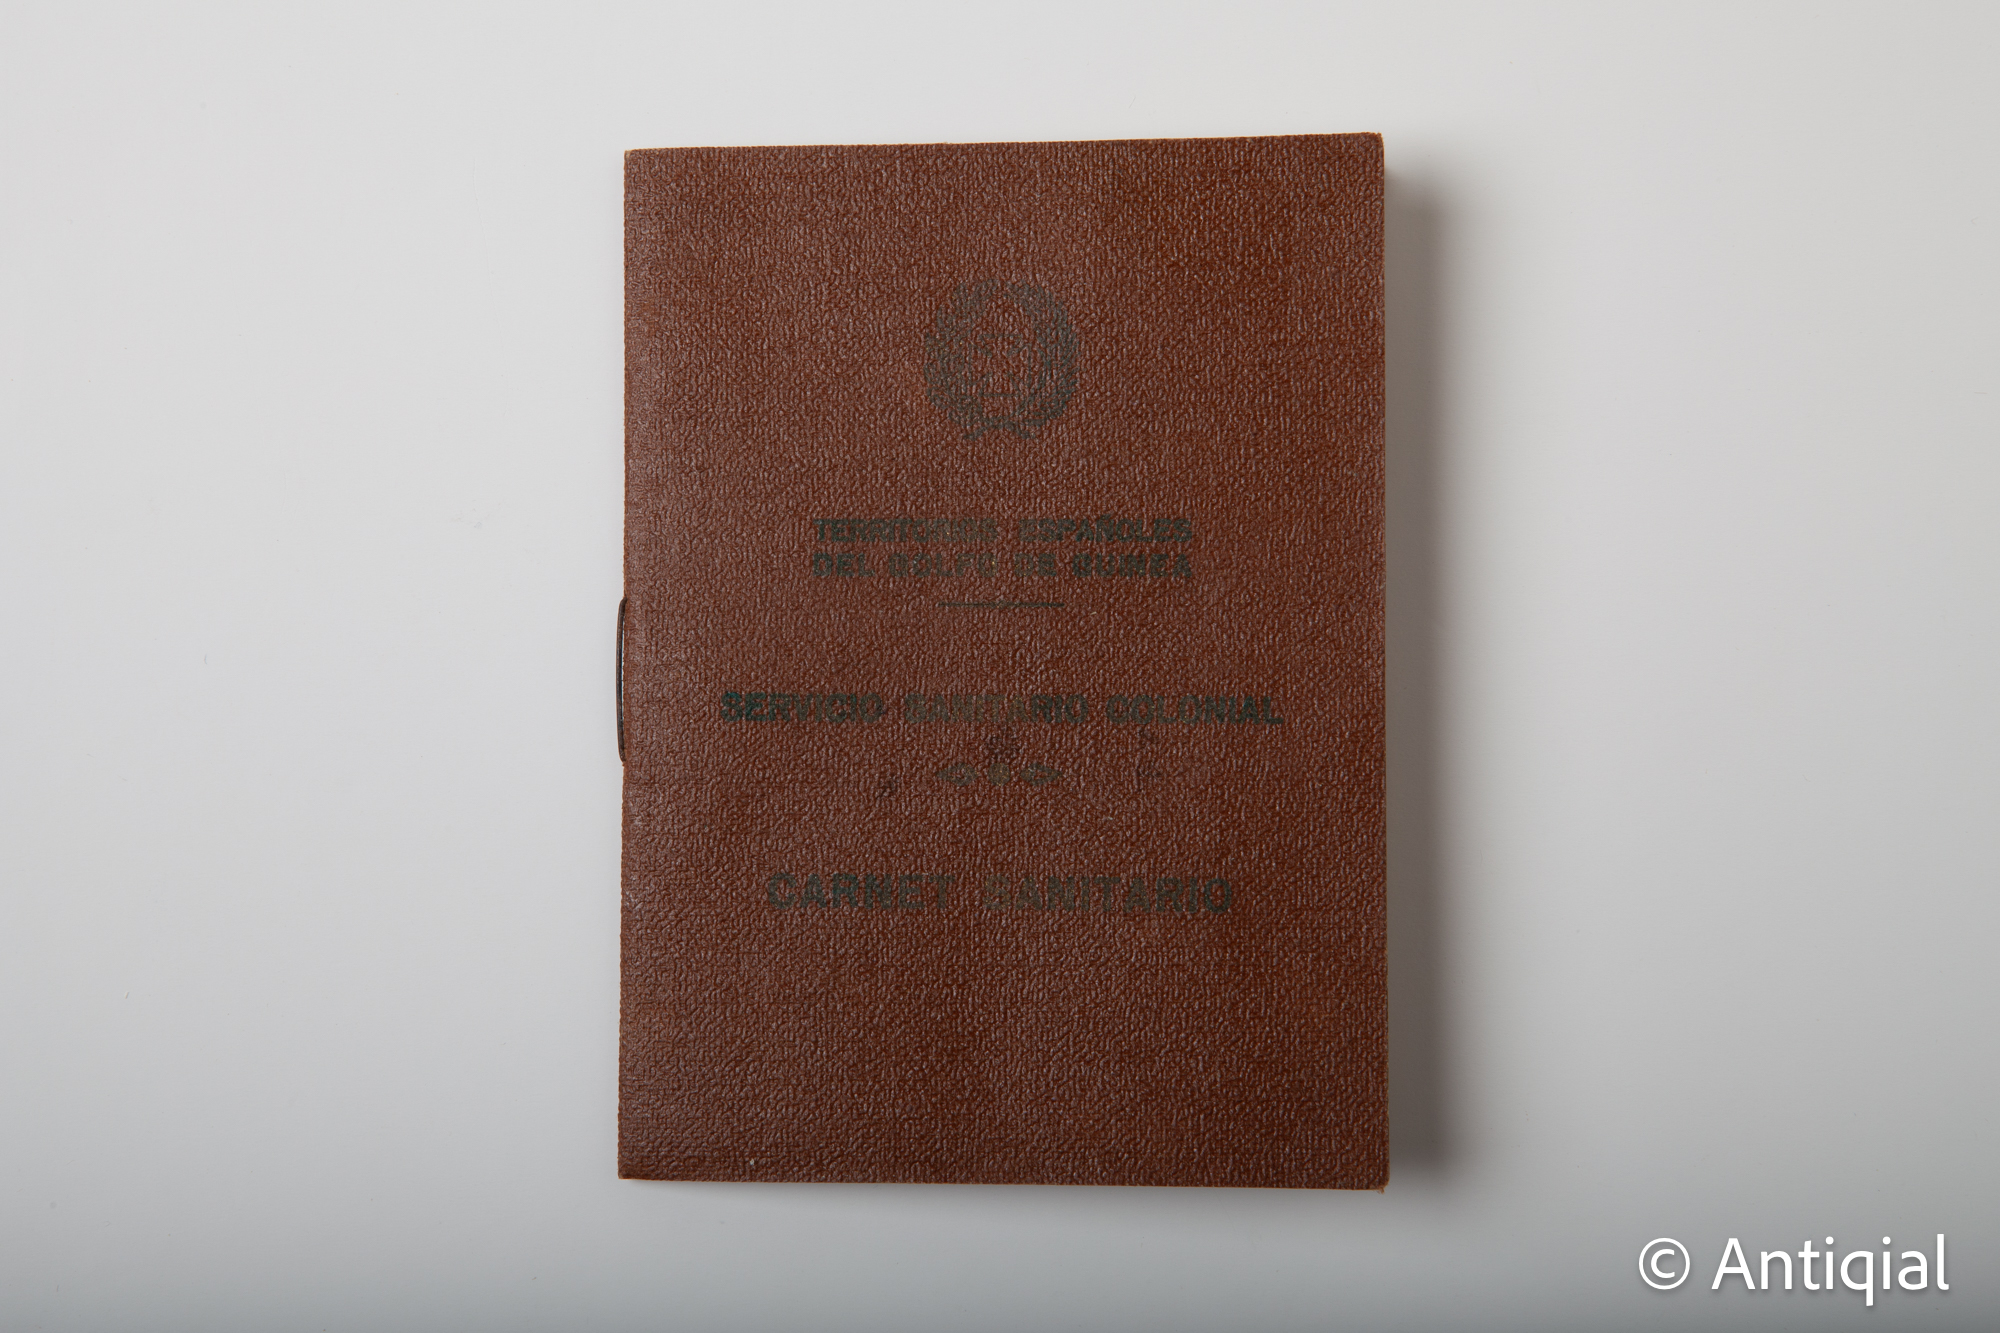 TERRITORIOS ESPAÑOLES
DEL GOLFO DE GUINEA
SERVICIO SANITARIO COLONIAL
CARNET SANITARIO
© Antiqial